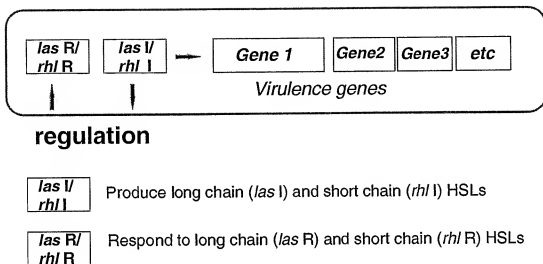 las R/ las I/
rhl R rhl I Gene 1 Gene2 Gene3 etc
Virulence genes
regulation
las I/
rhl I Produce long chain (las I) and short chain (rhl I) HSLs
las R/
rhl R Respond to long chain (las R) and short chain (rhl R) HSLs